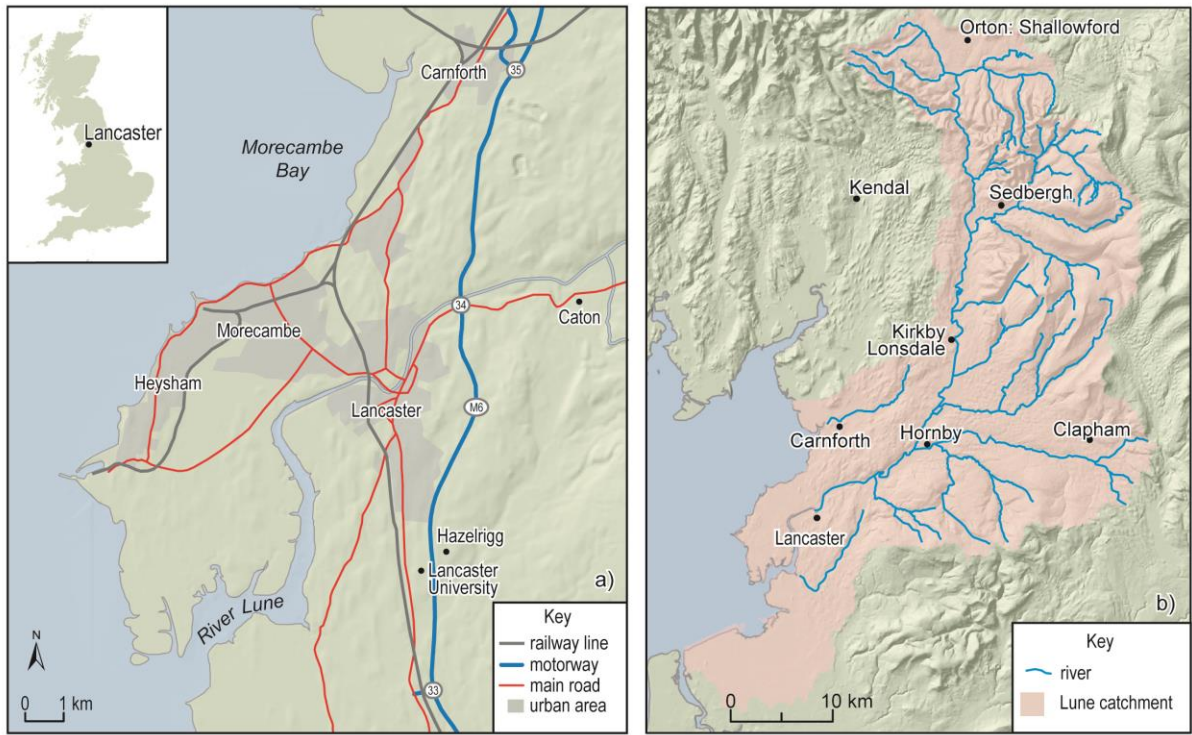 Lancaster
Carnforth
35
Morecambe
Bay
34
Caton
Morecambe
Heysham
Lancaster
M6
Hazelrigg
Lancaster
University
a)
River Lune
N
0 1 km
33
Key
railway line
motorway
main road
urban area
Orton: Shallowford
Kendal
Sedbergh
Kirkby
Lonsdale
Carnforth
Hornby
Clapham
Lancaster
b)
0 10 km
Key
river
Lune catchment